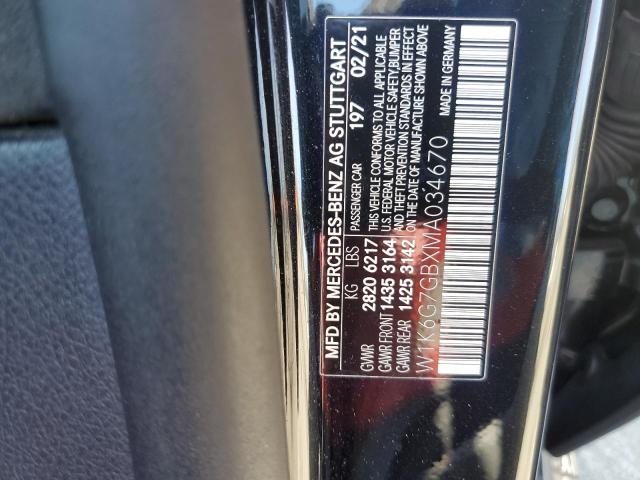 MFD BY MERCEDES-BENZ AG STUTTGART
PASSENGER CAR 197 02/21
KG LBS
GVWR 2820 6217
GAWR FRONT 1435 3164
GAWR REAR 1425 3142
THIS VEHICLE CONFORMS TO ALL APPLICABLE
U.S. FEDERAL MOTOR VEHICLE SAFETY,BUMPER
AND THEFT PREVENTION STANDARDS IN EFFECT
ON THE DATE OF MANUFACTURE SHOWN ABOVE
W1K6G7GBXMA034670 MADE IN GERMANY